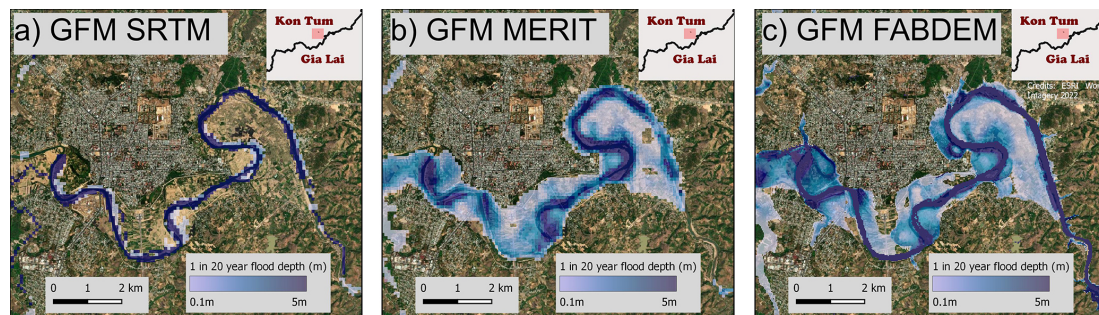 a) GFM SRTM
Kon Tum
Gia Lai
1 in 20 year flood depth (m)
0.1m 5m
0 1 2 km
b) GFM MERIT
Kon Tum
Gia Lai
1 in 20 year flood depth (m)
0.1m 5m
0 1 2 km
c) GFM FABDEM
Kon Tum
Gia Lai
Credits: ESRI Wor
Imagery 2022
1 in 20 year flood depth (m)
0.1m 5m
0 1 2 km